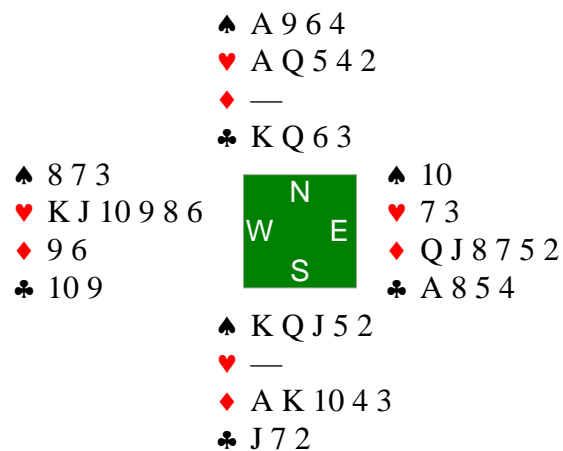 ♠ A 9 6 4
♥ A Q 5 4 2
♦ —
♣ K Q 6 3
♠ 8 7 3
♥ K J 10 9 8 6
♦ 9 6
♣ 10 9
N
W E
S
♠ 10
♥ 7 3
♦ Q J 8 7 5 2
♣ A 8 5 4
♠ K Q J 5 2
♥ —
♦ A K 10 4 3
♣ J 7 2